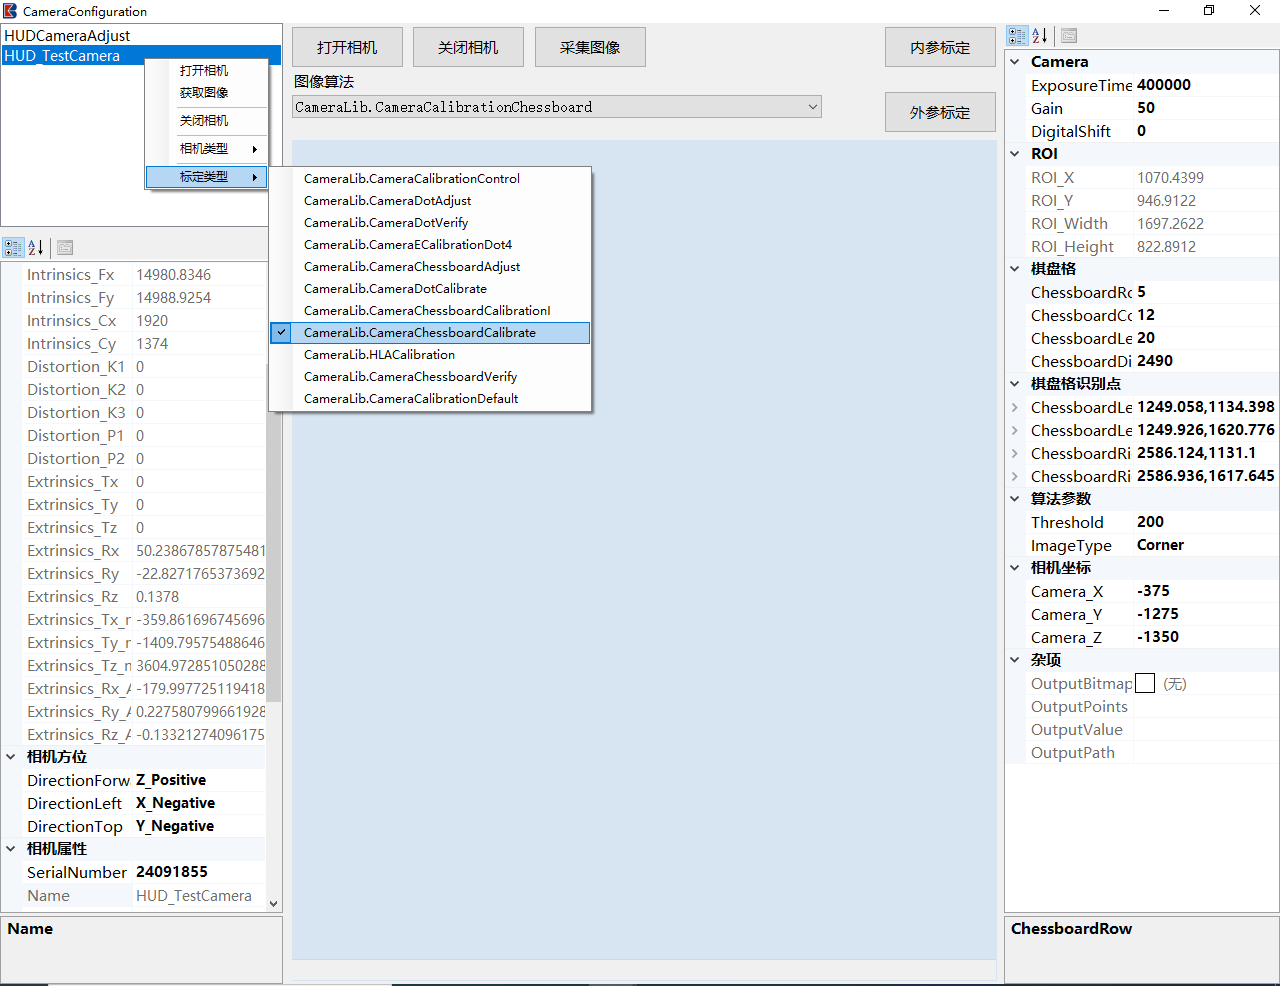 CameraConfiguration
HUDCameraAdjust
HUD_TestCamera
打开相机
获取图像
关闭相机
相机类型
标定类型
CameraLib.CameraCalibrationControl
CameraLib.CameraDotAdjust
CameraLib.CameraDotVerify
CameraLib.CameraECalibrationDot4
CameraLib.CameraChessboardAdjust
CameraLib.CameraDotCalibrate
CameraLib.CameraChessboardCalibrationI
CameraLib.CameraChessboardCalibrate
CameraLib.HLACalibration
CameraLib.CameraChessboardVerify
CameraLib.CameraCalibrationDefault
打开相机
关闭相机
采集图像
内参标定
图像算法
CameraLib.CameraCalibrationChessboard
外参标定
Intrinsics_Fx 14980.8346
Intrinsics_Fy 14988.9254
Intrinsics_Cx 1920
Intrinsics_Cy 1374
Distortion_K1 0
Distortion_K2 0
Distortion_K3 0
Distortion_P1 0
Distortion_P2 0
Extrinsics_Tx 0
Extrinsics_Ty 0
Extrinsics_Tz 0
Extrinsics_Rx 50.23867857875481
Extrinsics_Ry -22.8271765373692
Extrinsics_Rz 0.1378
Extrinsics_Tx_r -359.861696745696
Extrinsics_Ty_r -1409.79575488646
Extrinsics_Tz_r 3604.972851050288
Extrinsics_Rx_A -179.997725119418
Extrinsics_Ry_A 0.227580799661928
Extrinsics_Rz_A -0.13321274096175
相机方位
DirectionForw Z_Positive
DirectionLeft X_Negative
DirectionTop Y_Negative
相机属性
SerialNumber 24091855
Name HUD_TestCamera
Name
Camera
ExposureTime 400000
Gain 50
DigitalShift 0
ROI
ROI_X 1070.4399
ROI_Y 946.9122
ROI_Width 1697.2622
ROI_Height 822.8912
棋盘格
ChessboardRo 5
ChessboardCo 12
ChessboardLe 20
ChessboardDi 2490
棋盘格识别点
ChessboardLe 1249.058,1134.398
ChessboardLe 1249.926,1620.776
ChessboardRi 2586.124,1131.1
ChessboardRi 2586.936,1617.645
算法参数
Threshold 200
ImageType Corner
相机坐标
Camera_X -375
Camera_Y -1275
Camera_Z -1350
杂项
OutputBitmap (无)
OutputPoints
OutputValue
OutputPath
ChessboardRow